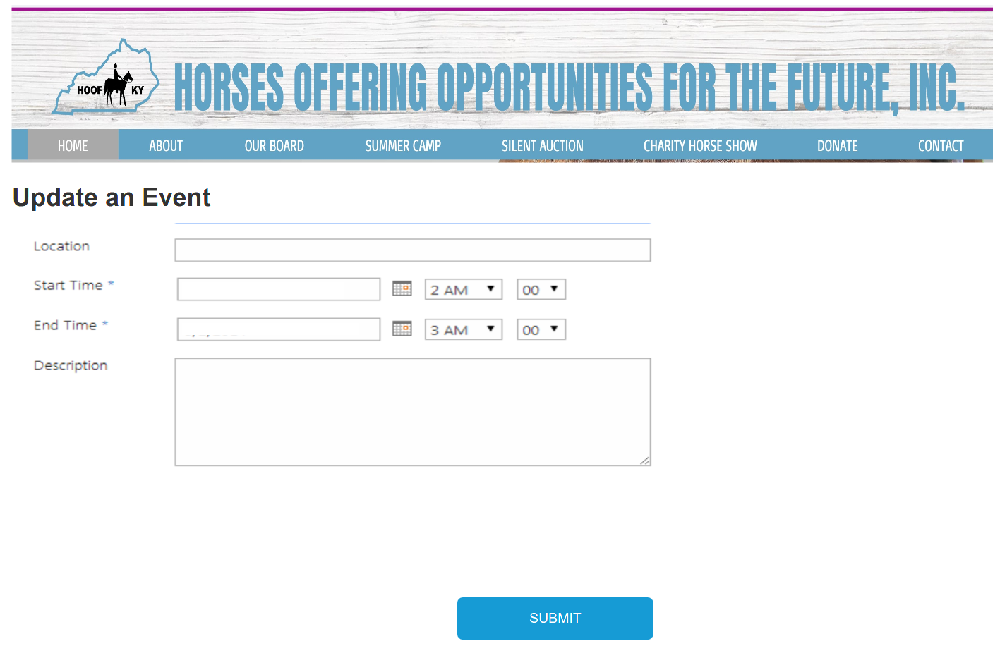 HOOF KY
HORSES OFFERING OPPORTUNITIES FOR THE FUTURE, INC.
HOME ABOUT OUR BOARD SUMMER CAMP SILENT AUCTION CHARITY HORSE SHOW DONATE CONTACT
Update an Event
Location
Start Time * 2 AM 00
End Time * 3 AM 00
Description
SUBMIT